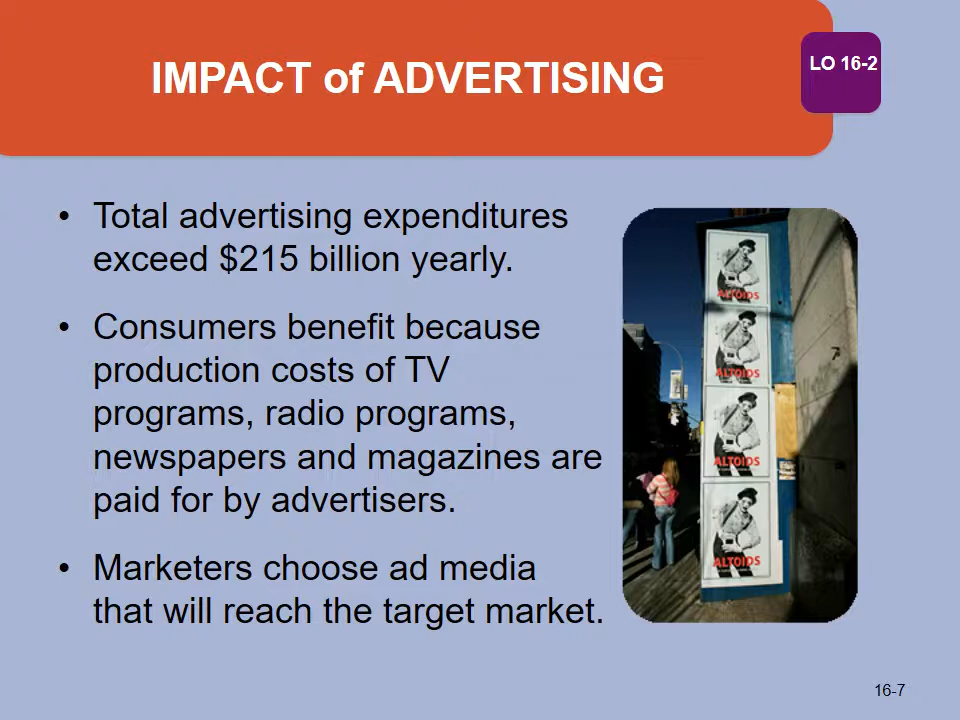 IMPACT of ADVERTISING
LO 16-2
• Total advertising expenditures
exceed $215 billion yearly.
• Consumers benefit because
production costs of TV
programs, radio programs,
newspapers and magazines are
paid for by advertisers.
• Marketers choose ad media
that will reach the target market.
ALTOIDS
ALTOIDS
ALTOIDS
ALTOIDS
16-7